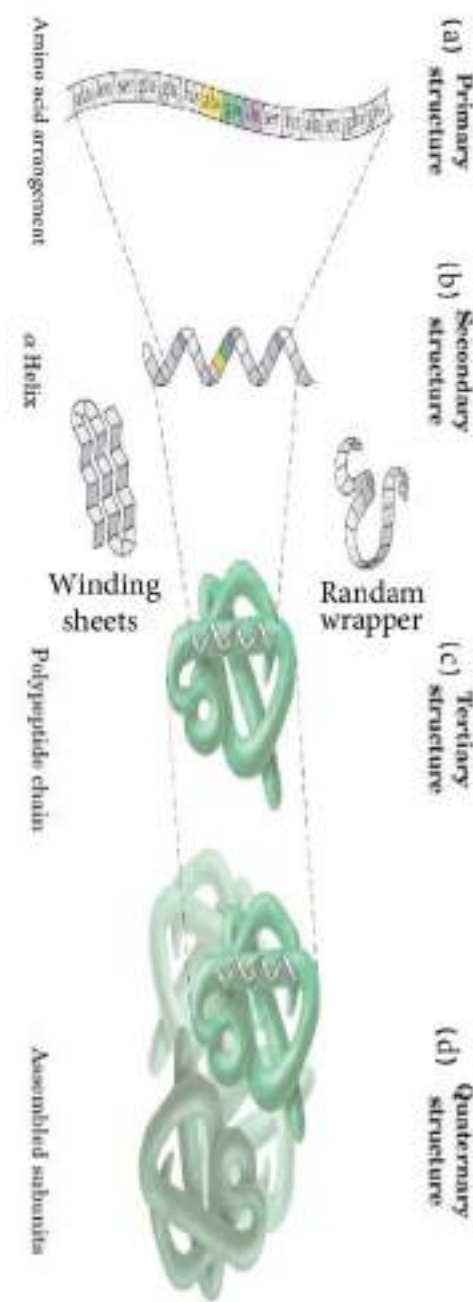 (a) Primary
structure
Amino acid arrangement
(b) Secondary
structure
α Helix
Winding
sheets
Randam
wrapper
(c) Tertiary
structure
Polypeptide chain
(d) Quaternary
structure
Assembled subunits